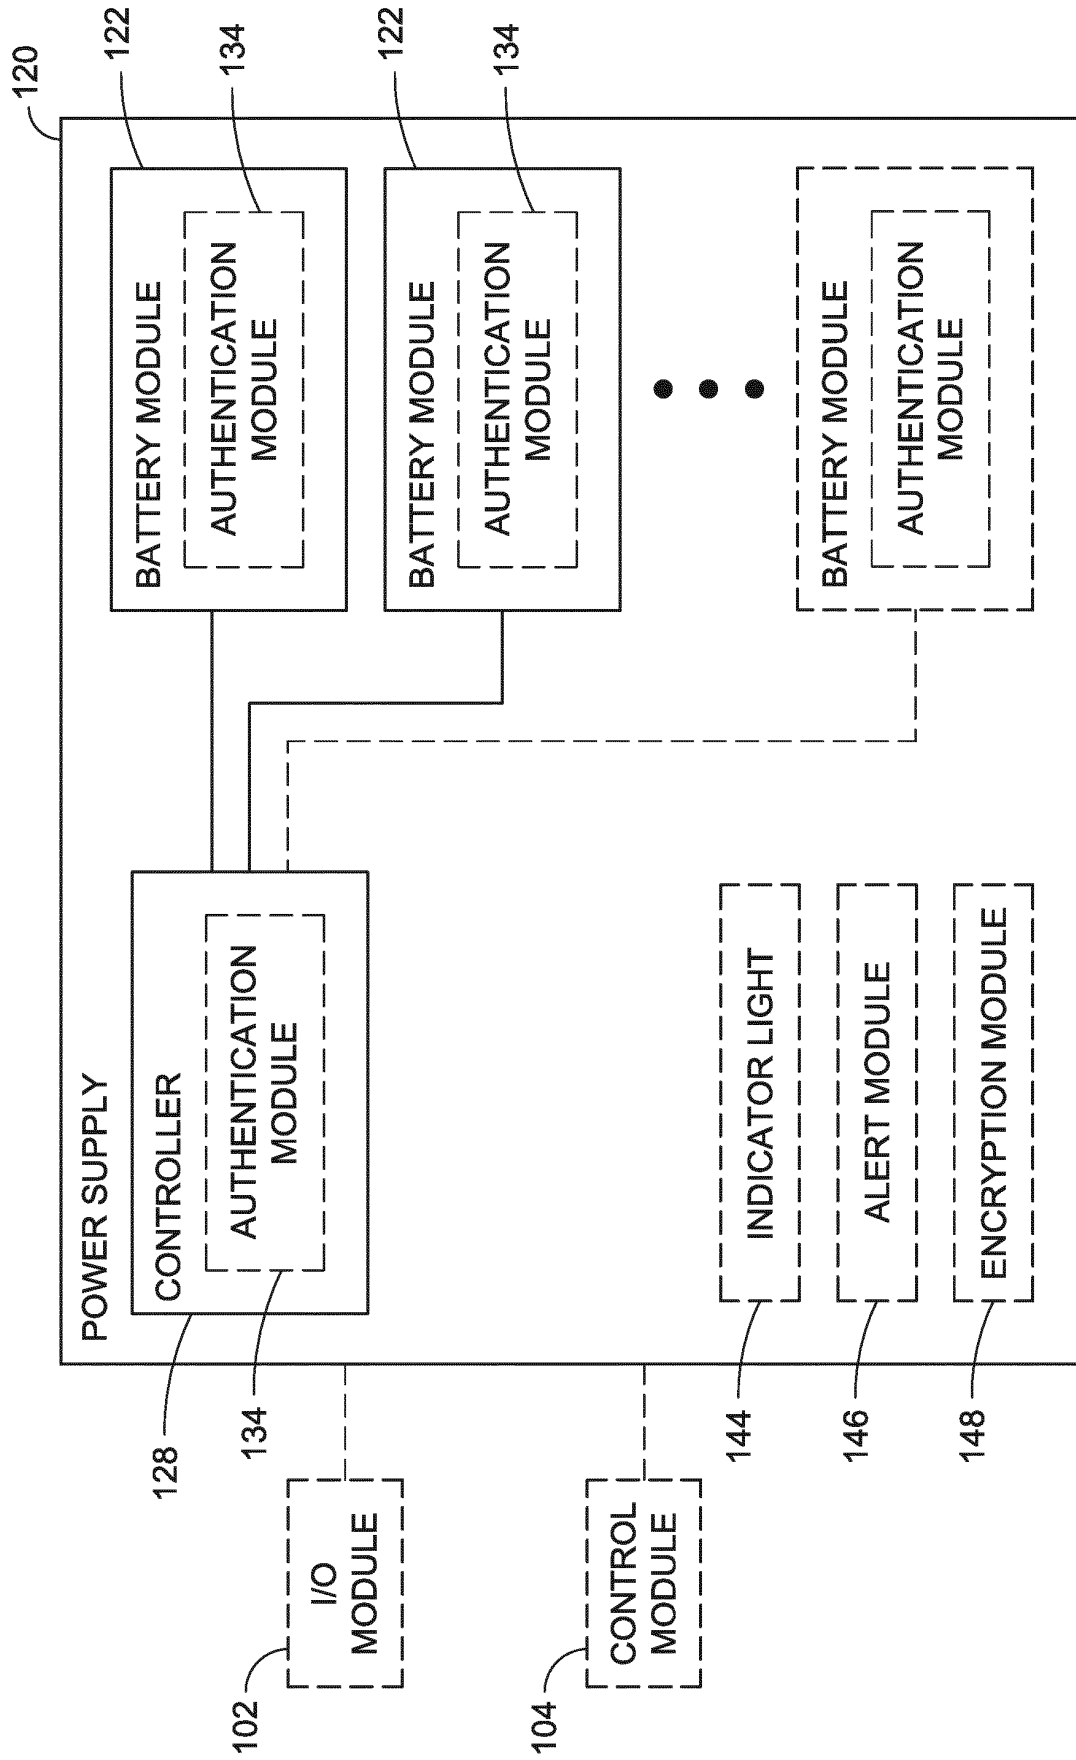 120
POWER SUPPLY
122
BATTERY MODULE
134
AUTHENTICATION
MODULE
CONTROLLER
128
AUTHENTICATION
MODULE
134
122
BATTERY MODULE
134
AUTHENTICATION
MODULE
BATTERY MODULE
AUTHENTICATION
MODULE
I/O
MODULE
102
CONTROL
MODULE
104
INDICATOR LIGHT
144
ALERT MODULE
146
ENCRYPTION MODULE
148